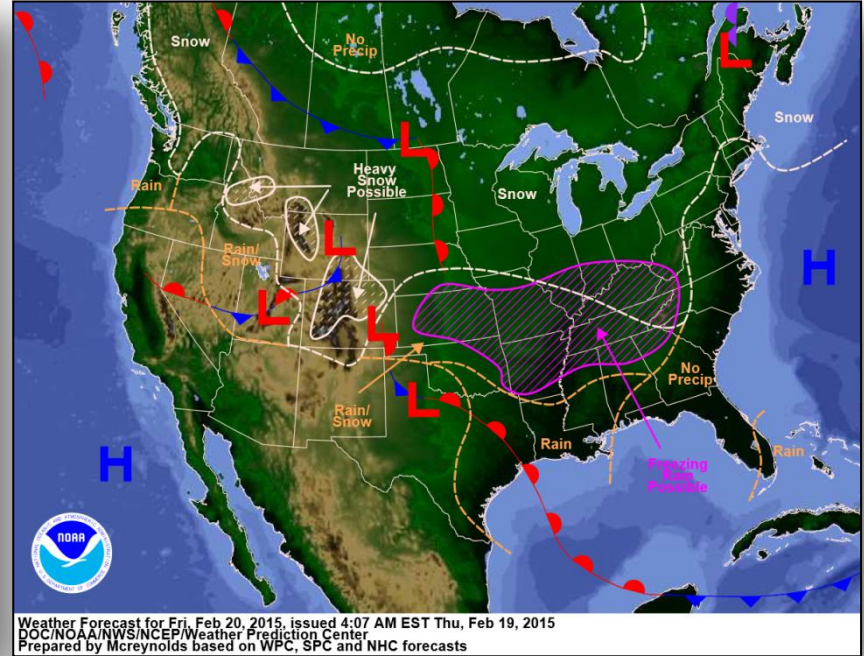 Snow
No
Precip
L
Snow
L
Heavy
Snow
Possible
Snow
Rain
Rain/
Snow
L
H
L
L
No
Precip
L
Rain/
Snow
Rain
Rain
H
Freezing
Rain
Possible
NOAA
Weather Forecast for Fri, Feb 20, 2015, issued 4:07 AM EST Thu, Feb 19, 2015
DOC/NOAA/NWS/NCEP/Weather Prediction Center
Prepared by Mcreynolds based on WPC, SPC and NHC forecasts